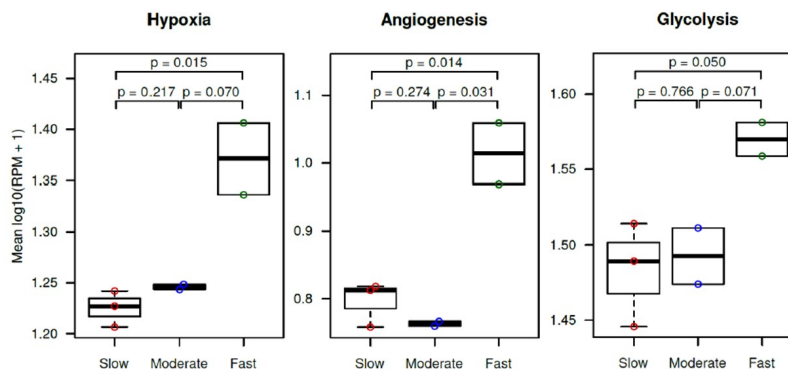 Hypoxia
Mean log10(RPM + 1)
1.45
1.40
1.35
1.30
1.25
1.20
p = 0.015
p = 0.217 p = 0.070
Slow Moderate Fast
Angiogenesis
1.1
1.0
0.9
0.8
p = 0.014
p = 0.274 p = 0.031
Slow Moderate Fast
Glycolysis
1.60
1.55
1.50
1.45
p = 0.050
p = 0.766 p = 0.071
Slow Moderate Fast